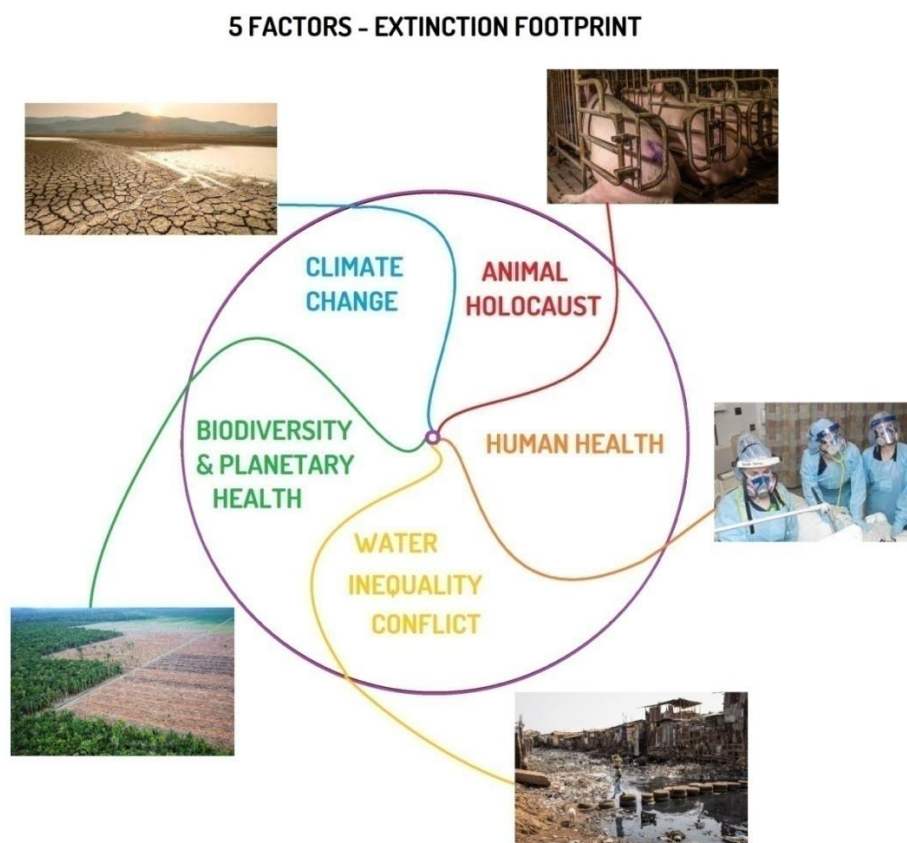 5 FACTORS - EXTINCTION FOOTPRINT
CLIMATE
CHANGE
ANIMAL
HOLOCAUST
HUMAN HEALTH
BIODIVERSITY
& PLANETARY
HEALTH
WATER
INEQUALITY
CONFLICT